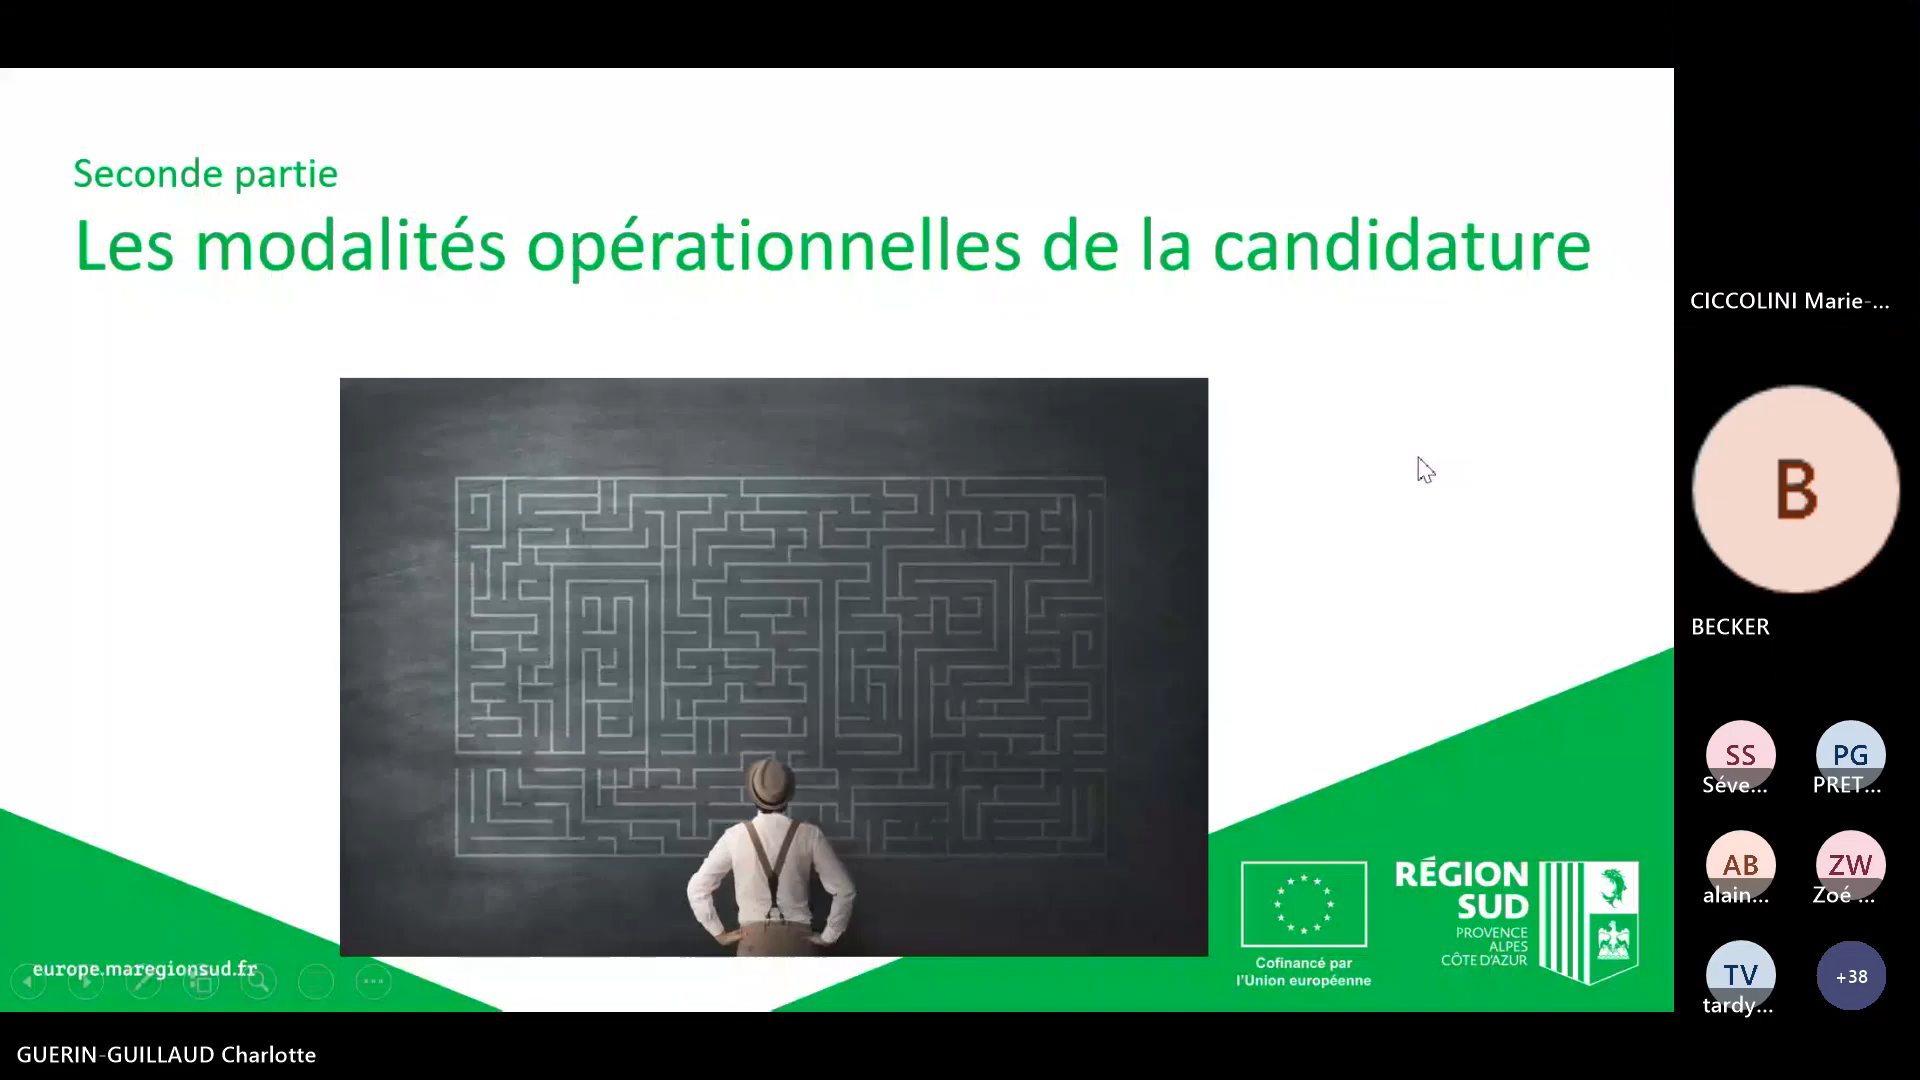 Seconde partie
Les modalités opérationnelles de la candidature
europe.maregionsud.fr
Cofinancé par
l'Union européenne
RÉGION
SUD
PROVENCE
ALPES
CÔTE D'AZUR
GUERIN-GUILLAUD Charlotte
CICCOLINI Marie-...
B
BECKER
SS
Séve...
PG
PRET...
AB
alain...
ZW
Zoé ...
TV
tardy...
+38